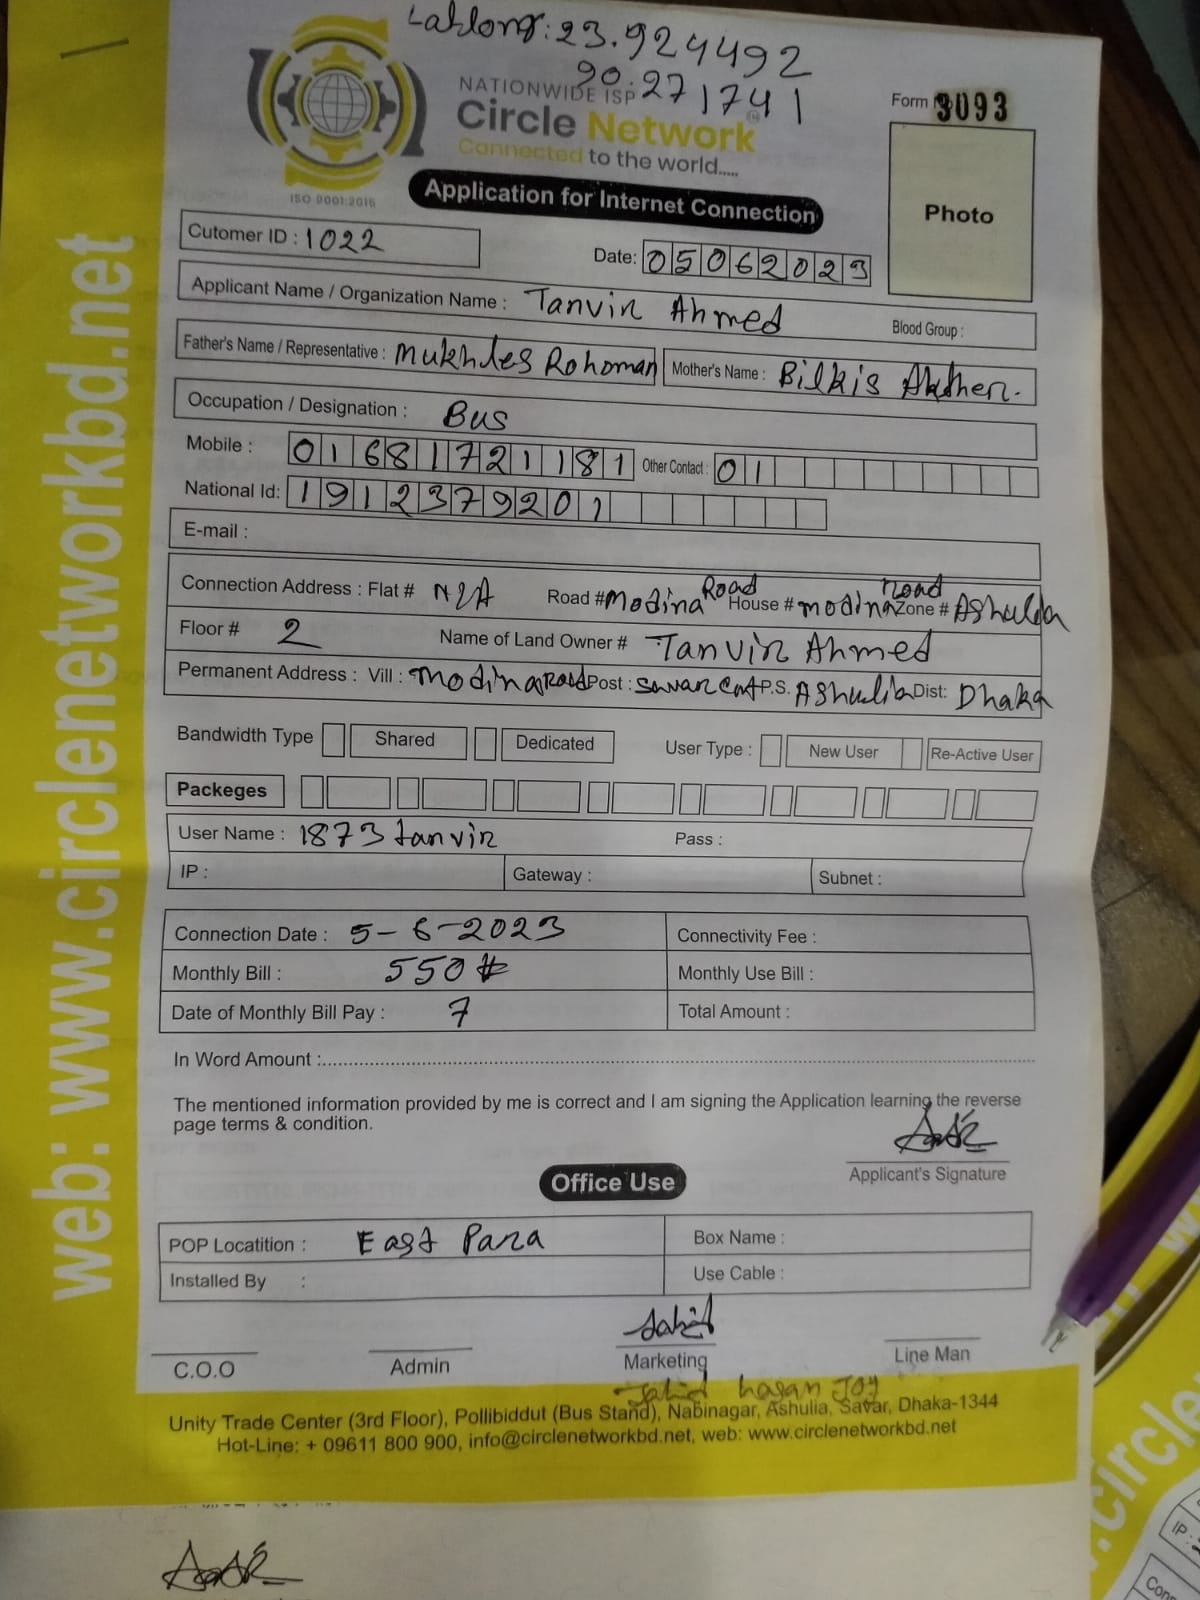 Latlong: 23.924492
90.271741
NATIONWIDE ISP
Circle Network
Connected to the world.....
ISO 9001:2015
Form 3093
Photo
Application for Internet Connection
Cutomer ID : 1022
Date: 05062023
Applicant Name / Organization Name : Tanvir Ahmed Blood Group :
Father's Name / Representative : Mukhles Rohoman Mother's Name : Bilkis Akther.
Occupation / Designation : Bus
Mobile : 01681721181 Other Contact : 01
National Id: 1912379201
E-mail :
Connection Address : Flat # N2A Road # Modina Road House # modina Road Zone # Ashulia
Floor # 2 Name of Land Owner # Tanvir Ahmed
Permanent Address : Vill : Modina Road Post : Savar Cat P.S. Ashulia Dist: Dhaka
Bandwidth Type Shared Dedicated User Type : New User Re-Active User
Packeges
User Name : 1873tanvir Pass :
IP : Gateway : Subnet :
Connection Date : 5-6-2023 Connectivity Fee :
Monthly Bill : 550 Monthly Use Bill :
Date of Monthly Bill Pay : 7 Total Amount :
In Word Amount :
The mentioned information provided by me is correct and I am signing the Application learning the reverse
page terms & condition.
Applicant's Signature
Office Use
POP Locatition : East Para Box Name :
Installed By : Use Cable :
Jahid
C.O.O Admin Marketing Line Man
Jahid hasan Joy
Unity Trade Center (3rd Floor), Pollibiddut (Bus Stand), Nabinagar, Ashulia, Savar, Dhaka-1344
Hot-Line: + 09611 800 900, info@circlenetworkbd.net, web: www.circlenetworkbd.net
web: www.circlenetworkbd.net
IP :